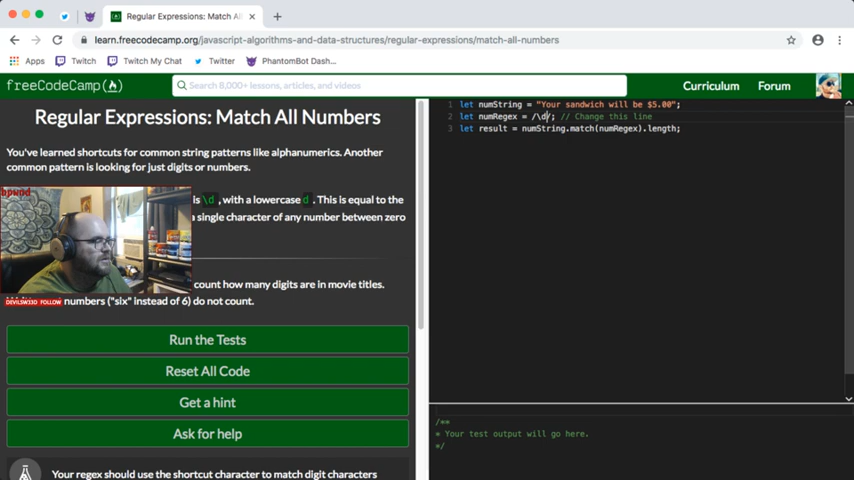 Regular Expressions: Match Al
learn.freecodecamp.org/javascript-algorithms-and-data-structures/regular-expressions/match-all-numbers
Apps Twitch Twitch My Chat Twitter PhantomBot Dash...
freeCodeCamp
Search 8,000+ lessons, articles, and videos
Curriculum Forum
Regular Expressions: Match All Numbers
You've learned shortcuts for common string patterns like alphanumerics. Another
common pattern is looking for just digits or numbers.
is \d, with a lowercase d. This is equal to the
a single character of any number between zero
count how many digits are in movie titles.
numbers ("six" instead of 6) do not count.
DEVILSW33D FOLLOW
Run the Tests
Reset All Code
Get a hint
Ask for help
Your regex should use the shortcut character to match digit characters
1 let numString = "Your sandwich will be $5.00";
2 let numRegex = /\d/; // Change this line
3 let result = numString.match(numRegex).length;
/**
* Your test output will go here.
*/